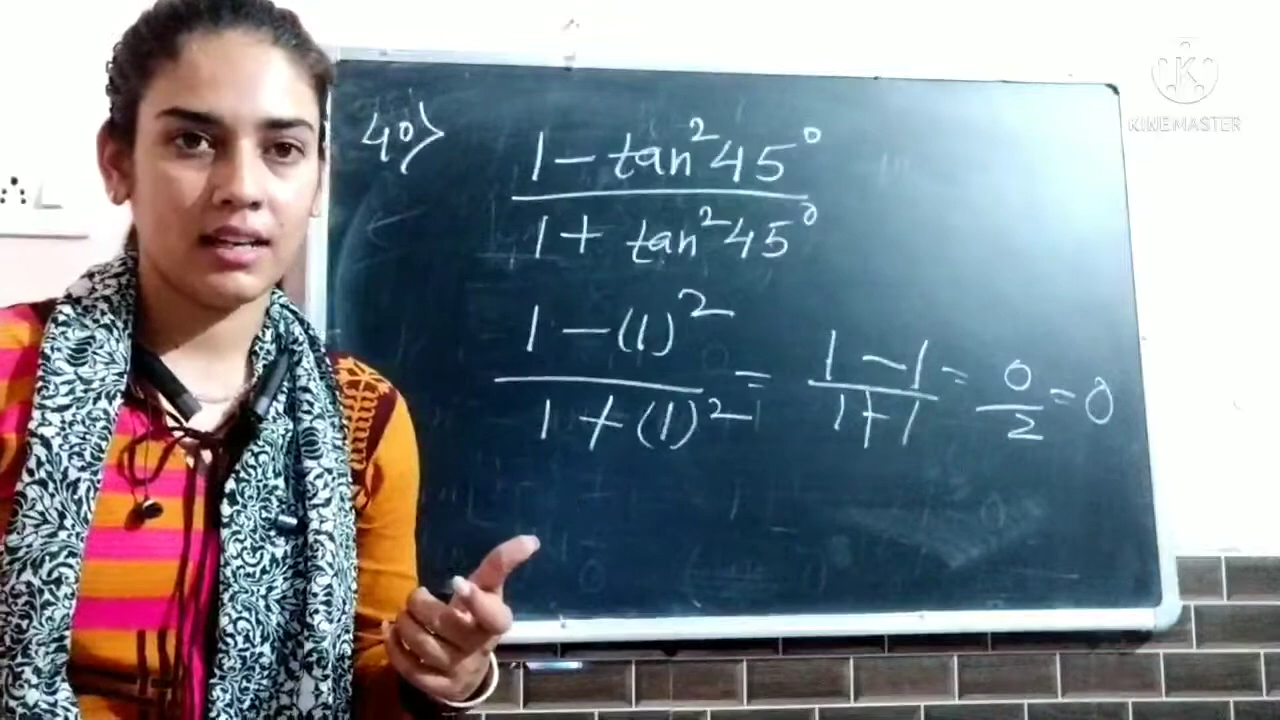 40>
1 - tan²45°
1 + tan²45°
1 - (1)²
1 + (1)²
= 1 - 1
1 + 1
= 0
2
= 0
K
KINEMASTER